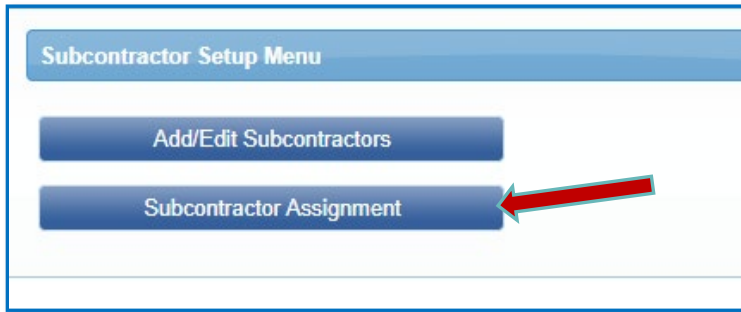 Subcontractor Setup Menu
Add/Edit Subcontractors
Subcontractor Assignment